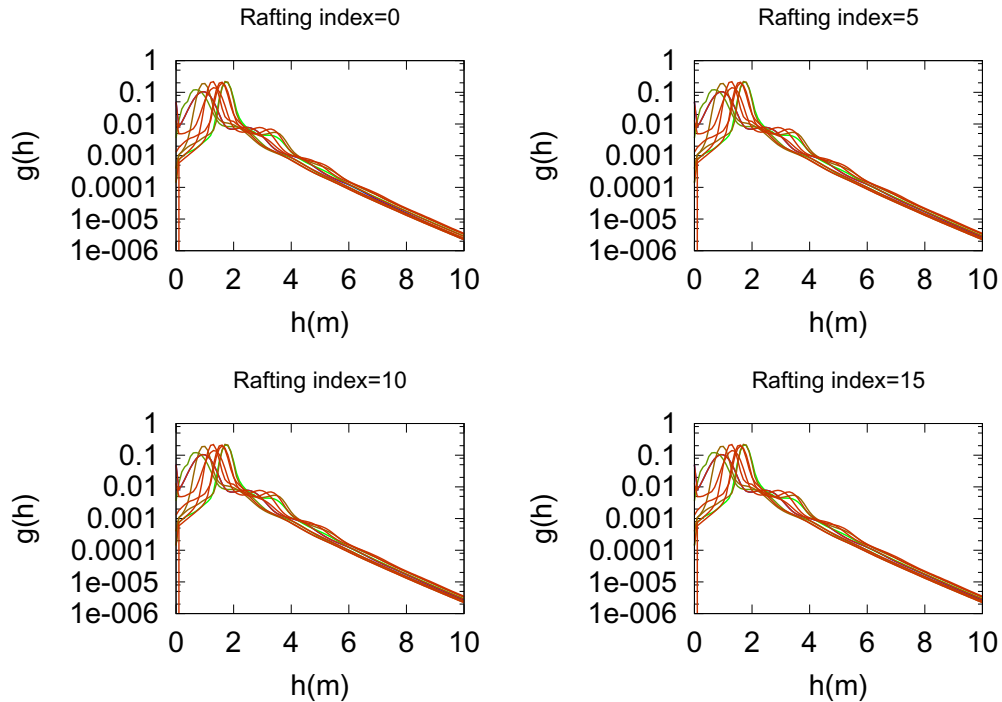 Rafting index=0
1
0.1
0.01
0.001
0.0001
1e-005
1e-006
g(h)
0 2 4 6 8 10
h(m)
Rafting index=5
1
0.1
0.01
0.001
0.0001
1e-005
1e-006
g(h)
0 2 4 6 8 10
h(m)
Rafting index=10
1
0.1
0.01
0.001
0.0001
1e-005
1e-006
g(h)
0 2 4 6 8 10
h(m)
Rafting index=15
1
0.1
0.01
0.001
0.0001
1e-005
1e-006
g(h)
0 2 4 6 8 10
h(m)